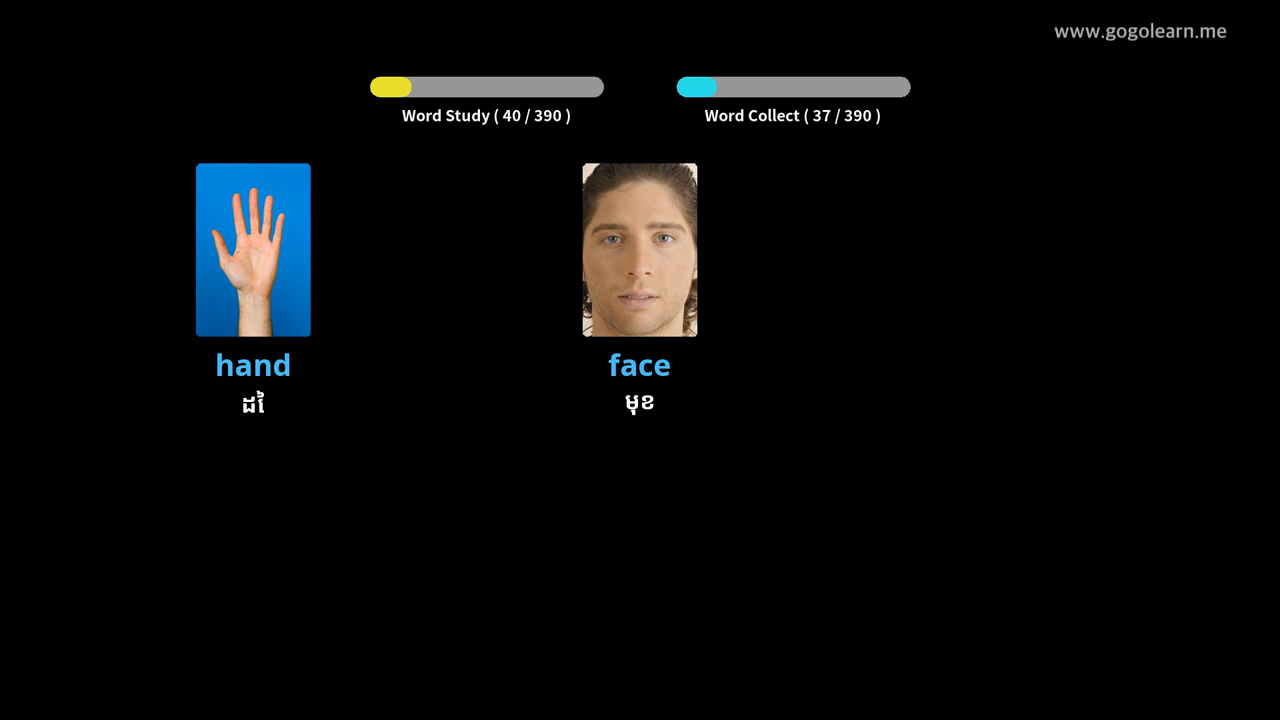 www.gogolearn.me
Word Study ( 40 / 390 )
Word Collect ( 37 / 390 )
hand
ដៃ
face
មុខ